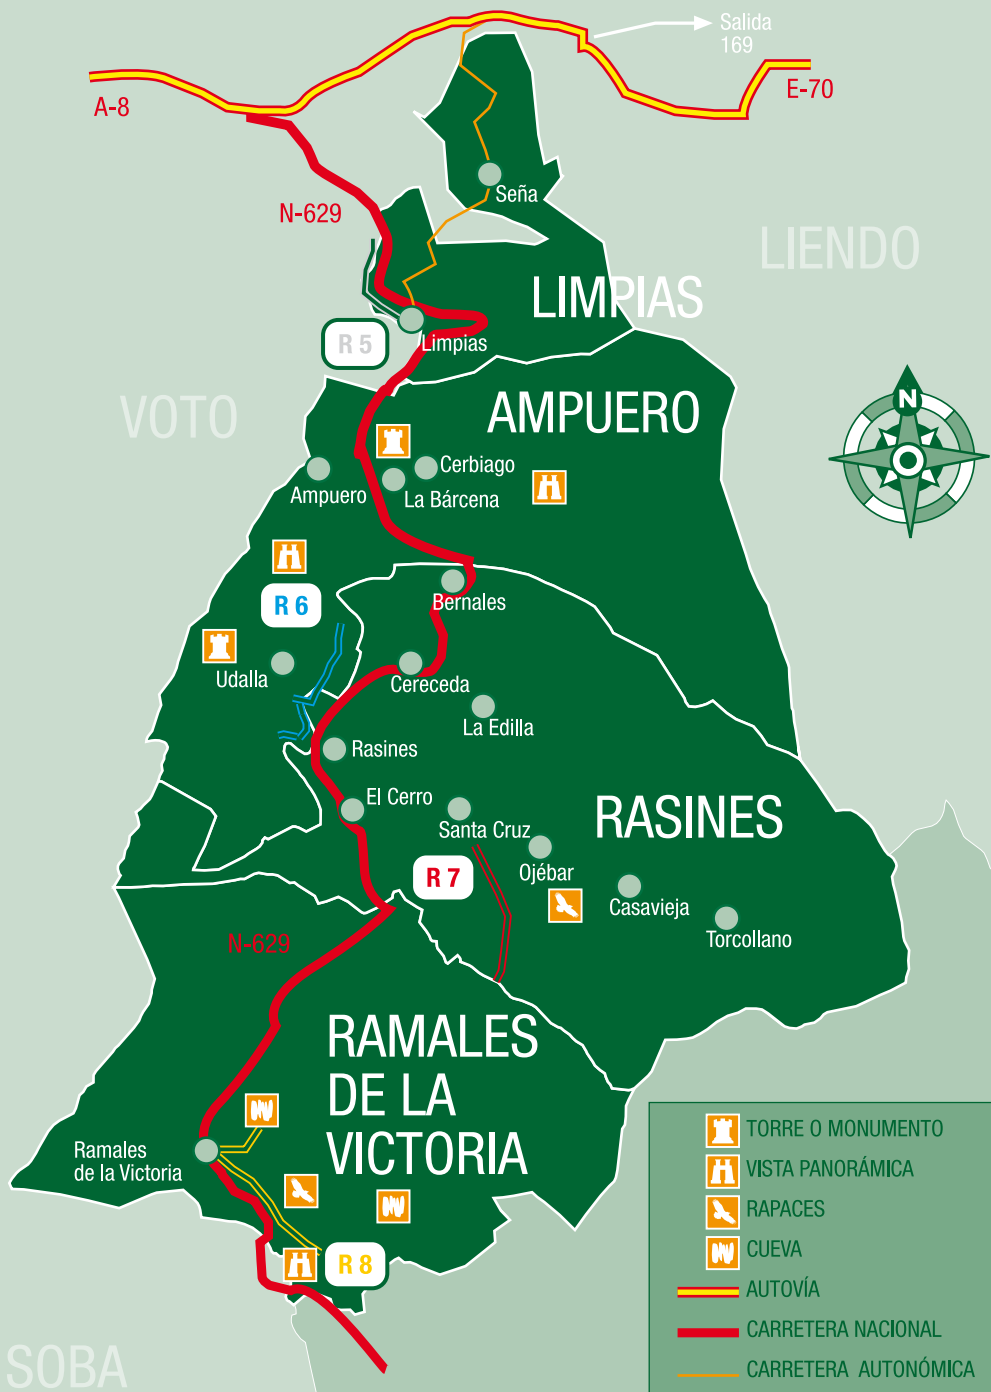 Salida
169
A-8
E-70
N-629
Seña
LIENDO
LIMPIAS
R 5
Limpias
VOTO
AMPUERO
N
Cerbiago
Ampuero
La Bárcena
R 6
Bernales
Udalla
Cereceda
La Edilla
Rasines
El Cerro
RASINES
Santa Cruz
R 7
Ojébar
Casavieja
Torcollano
N-629
RAMALES
DE LA
VICTORIA
Ramales
de la Victoria
R 8
SOBA
TORRE O MONUMENTO
VISTA PANORÁMICA
RAPACES
CUEVA
AUTOVÍA
CARRETERA NACIONAL
CARRETERA AUTONÓMICA